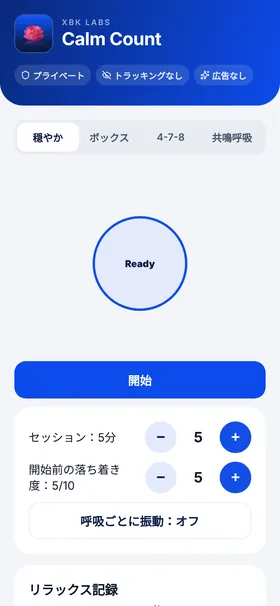 XBK LABS
Calm Count
プライベート トラッキングなし 広告なし
穏やか ボックス 4-7-8 共鳴呼吸
Ready
開始
セッション：5分 − 5 +
開始前の落ち着き
度：5/10 − 5 +
呼吸ごとに振動：オフ
リラックス記録